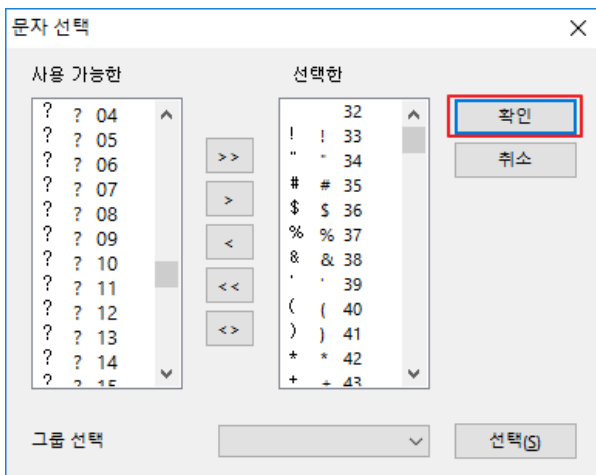 문자 선택
사용 가능한
선택한
? ? 04
? ? 05
? ? 06
? ? 07
? ? 08
? ? 09
? ? 10
? ? 11
? ? 12
? ? 13
? ? 14
? ? 15
>>
>
<
<<
<>
32
! ! 33
" " 34
# # 35
$ $ 36
% % 37
& & 38
' ' 39
( ( 40
) ) 41
* * 42
+ + 43
확인
취소
그룹 선택
선택(S)